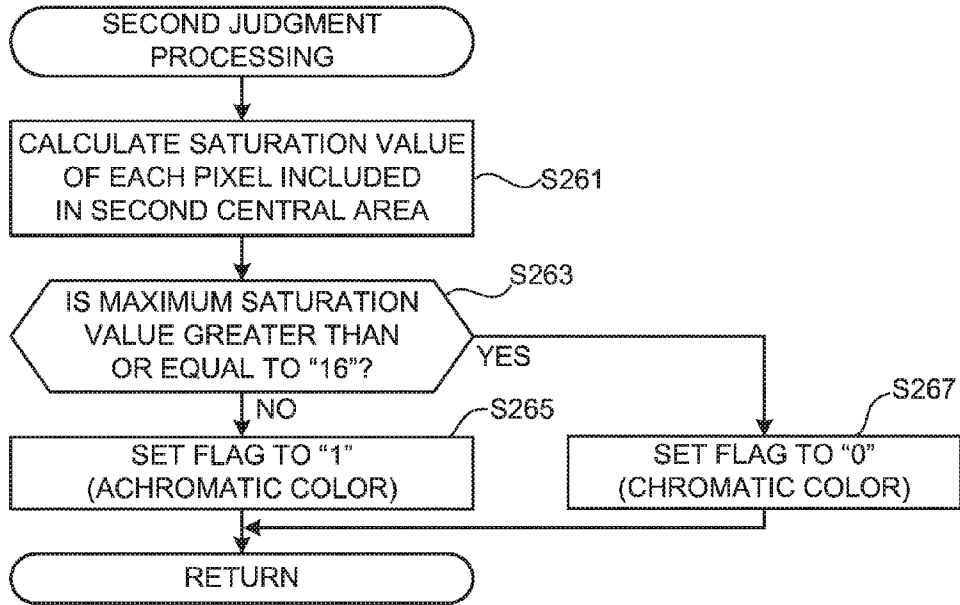 SECOND JUDGMENT
PROCESSING
CALCULATE SATURATION VALUE
OF EACH PIXEL INCLUDED
IN SECOND CENTRAL AREA
S261
S263
IS MAXIMUM SATURATION
VALUE GREATER THAN
OR EQUAL TO “16”?
YES
NO
S265
S267
SET FLAG TO “1”
(ACHROMATIC COLOR)
SET FLAG TO “0”
(CHROMATIC COLOR)
RETURN